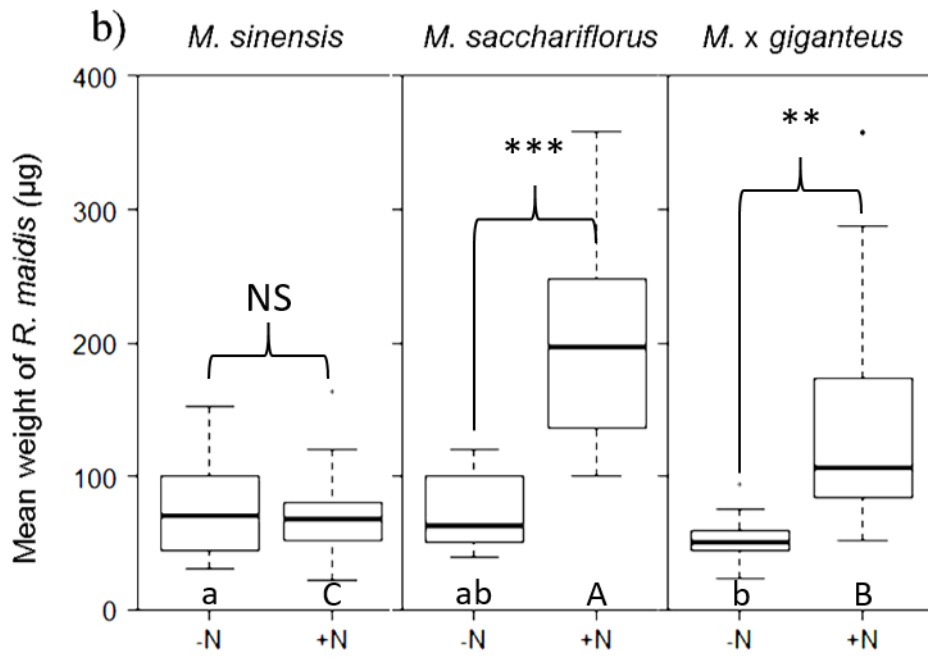 b)
M. sinensis M. sacchariflorus M. x giganteus
Mean weight of R. maidis (µg)
400
300
200
100
0
NS
***
**
a C ab A b B
-N +N -N +N -N +N